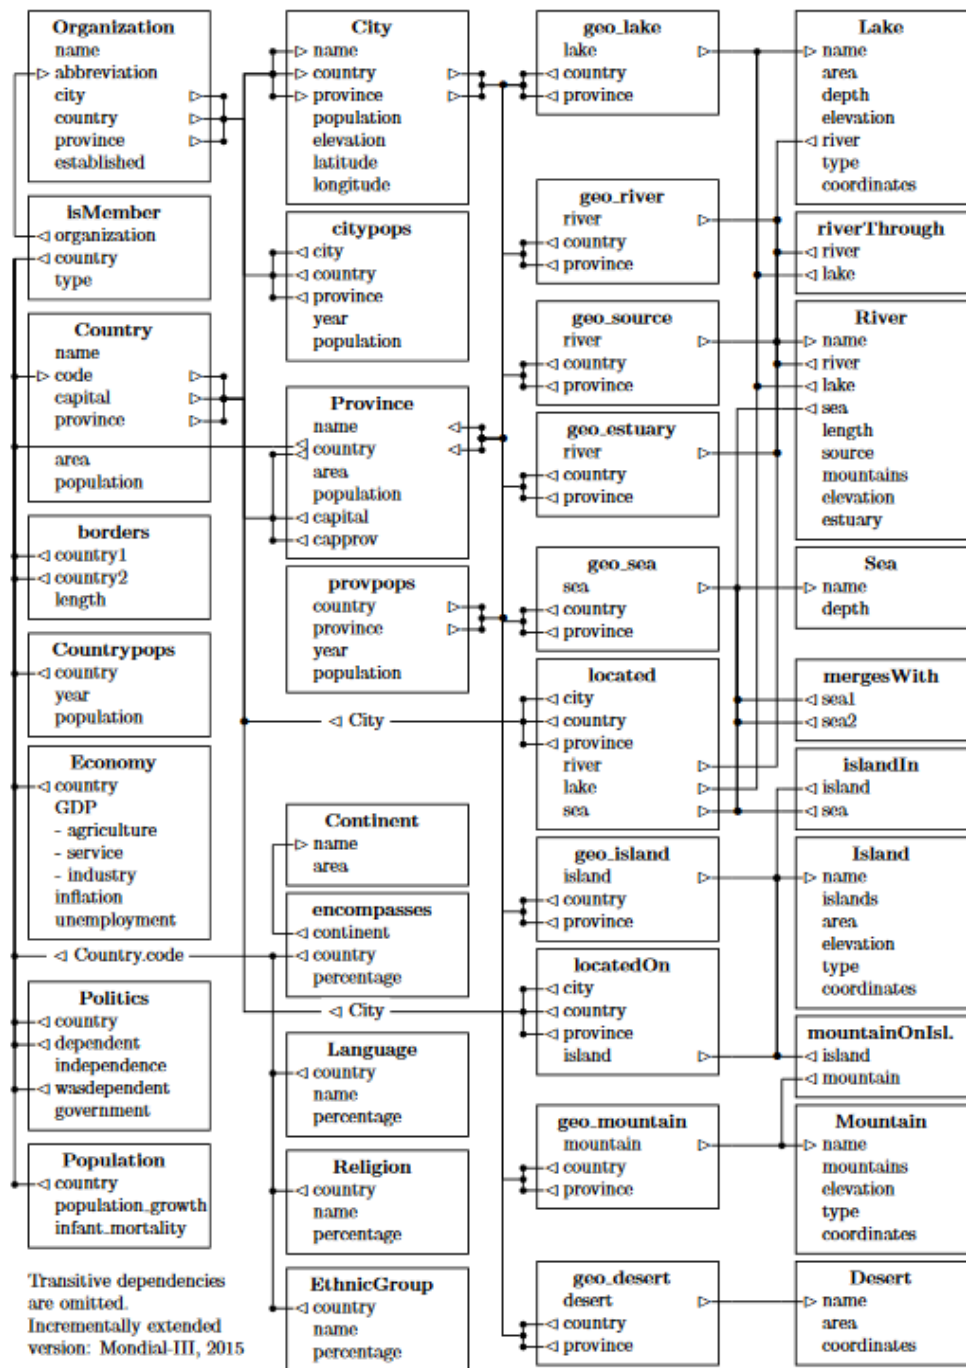 Organization
name
abbreviation
city
country
province
established
isMember
organization
country
type
Country
name
code
capital
province
area
population
borders
country1
country2
length
Countrypops
country
year
population
Economy
country
GDP
- agriculture
- service
- industry
inflation
unemployment
Country.code
Politics
country
dependent
independence
wasdependent
government
Population
country
population_growth
infant_mortality
Transitive dependencies
are omitted.
Incrementally extended
version: Mondial-III, 2015
City
name
country
province
population
elevation
latitude
longitude
citypops
city
country
province
year
population
Province
name
country
area
population
capital
capprov
provpops
country
province
year
population
City
Continent
name
area
encompasses
continent
country
percentage
City
Language
country
name
percentage
Religion
country
name
percentage
EthnicGroup
country
name
percentage
geo_lake
lake
country
province
geo_river
river
country
province
geo_source
river
country
province
geo_estuary
river
country
province
geo_sea
sea
country
province
located
city
country
province
river
lake
sea
geo_island
island
country
province
locatedOn
city
country
province
island
geo_mountain
mountain
country
province
geo_desert
desert
country
province
Lake
name
area
depth
elevation
river
type
coordinates
riverThrough
river
lake
River
name
river
lake
sea
length
source
mountains
elevation
estuary
Sea
name
depth
mergesWith
sea1
sea2
islandIn
island
sea
Island
name
islands
area
elevation
type
coordinates
mountainOnIsl.
island
mountain
Mountain
name
mountains
elevation
type
coordinates
Desert
name
area
coordinates